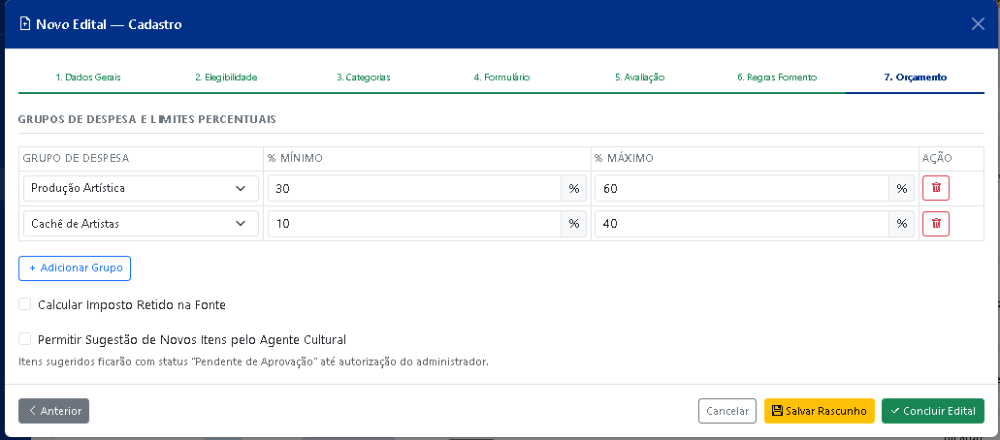 Novo Edital — Cadastro
1. Dados Gerais 2. Elegibilidade 3. Categorias 4. Formulário 5. Avaliação 6. Regras Fomento 7. Orçamento
GRUPOS DE DESPESA E LIMITES PERCENTUAIS
GRUPO DE DESPESA % MÍNIMO % MÁXIMO AÇÃO
Produção Artística 30 % 60 %
Cachê de Artistas 10 % 40 %
+ Adicionar Grupo
Calcular Imposto Retido na Fonte
Permitir Sugestão de Novos Itens pelo Agente Cultural
Itens sugeridos ficarão com status "Pendente de Aprovação" até autorização do administrador.
Anterior Cancelar Salvar Rascunho Concluir Edital